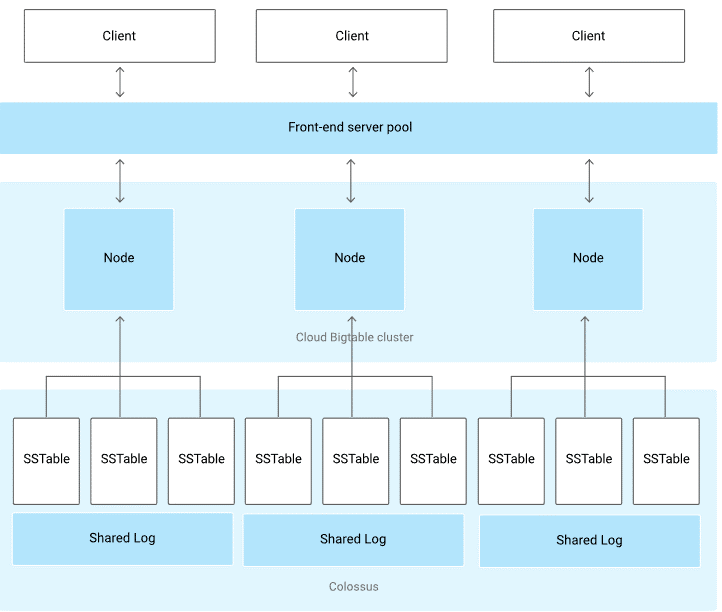 Client
Client
Client
Front-end server pool
Node
Node
Node
Cloud Bigtable cluster
SSTable
SSTable
SSTable
SSTable
SSTable
SSTable
SSTable
SSTable
SSTable
Shared Log
Shared Log
Shared Log
Colossus